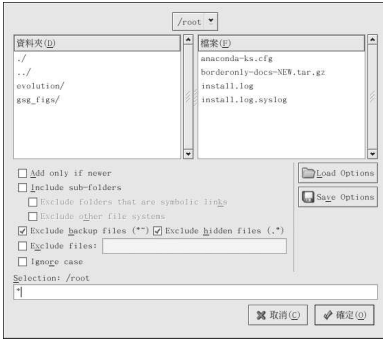 /root
資料夾(D)
./
../
evolution/
gsg_figs/
檔案(F)
anaconda-ks.cfg
borderonly-docs-NEW.tar.gz
install.log
install.log.syslog
Add only if newer
Include sub-folders
Exclude folders that are symbolic links
Exclude other file systems
Exclude backup files (*~) Exclude hidden files (.*)
Exclude files:
Ignore case
Load Options
Save Options
Selection: /root
*
取消(C) 確定(O)